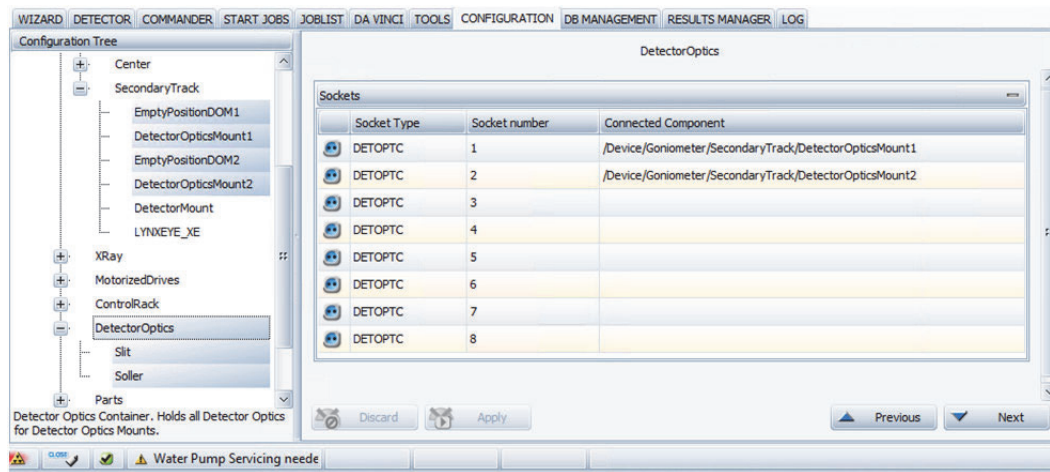 WIZARD DETECTOR COMMANDER START JOBS JOBLIST DA VINCI TOOLS CONFIGURATION DB MANAGEMENT RESULTS MANAGER LOG
Configuration Tree
Center
SecondaryTrack
EmptyPositionDOM1
DetectorOpticsMount1
EmptyPositionDOM2
DetectorOpticsMount2
DetectorMount
LYNXEYE_XE
XRay
MotorizedDrives
ControlRack
DetectorOptics
Slit
Soller
Parts
Detector Optics Container. Holds all Detector Optics
for Detector Optics Mounts.
DetectorOptics
Sockets
Socket Type Socket number Connected Component
DETOPTC 1 /Device/Goniometer/SecondaryTrack/DetectorOpticsMount1
DETOPTC 2 /Device/Goniometer/SecondaryTrack/DetectorOpticsMount2
DETOPTC 3
DETOPTC 4
DETOPTC 5
DETOPTC 6
DETOPTC 7
DETOPTC 8
Discard Apply Previous Next
CLOSE Water Pump Servicing neede